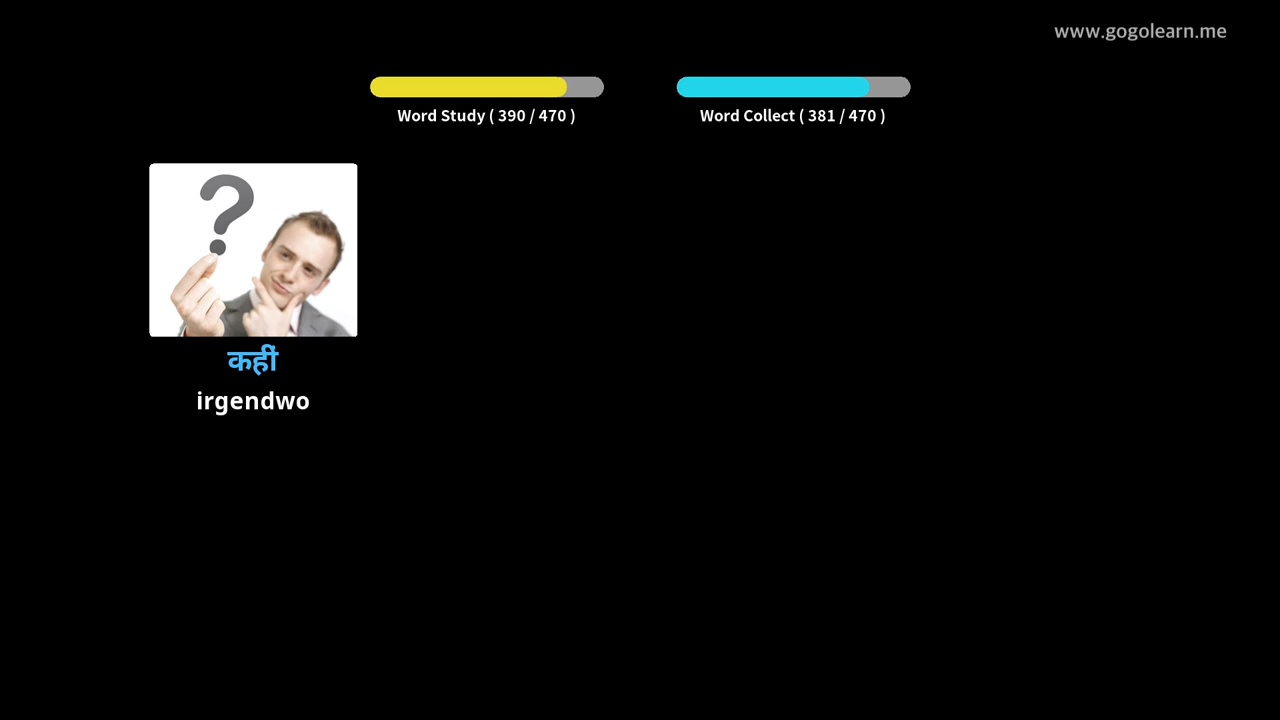 www.gogolearn.me
Word Study ( 390 / 470 )
Word Collect ( 381 / 470 )
?
कहीं
irgendwo